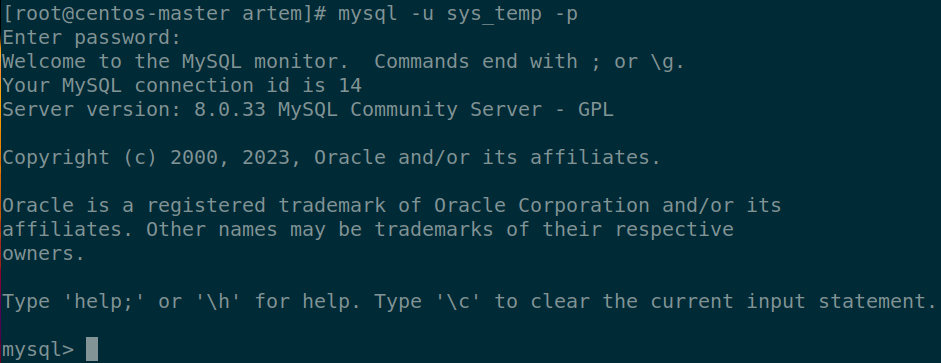 [root@centos-master artem]# mysql -u sys_temp -p
Enter password:
Welcome to the MySQL monitor.  Commands end with ; or \g.
Your MySQL connection id is 14
Server version: 8.0.33 MySQL Community Server - GPL
Copyright (c) 2000, 2023, Oracle and/or its affiliates.
Oracle is a registered trademark of Oracle Corporation and/or its
affiliates. Other names may be trademarks of their respective
owners.
Type 'help;' or '\h' for help. Type '\c' to clear the current input statement.
mysql>